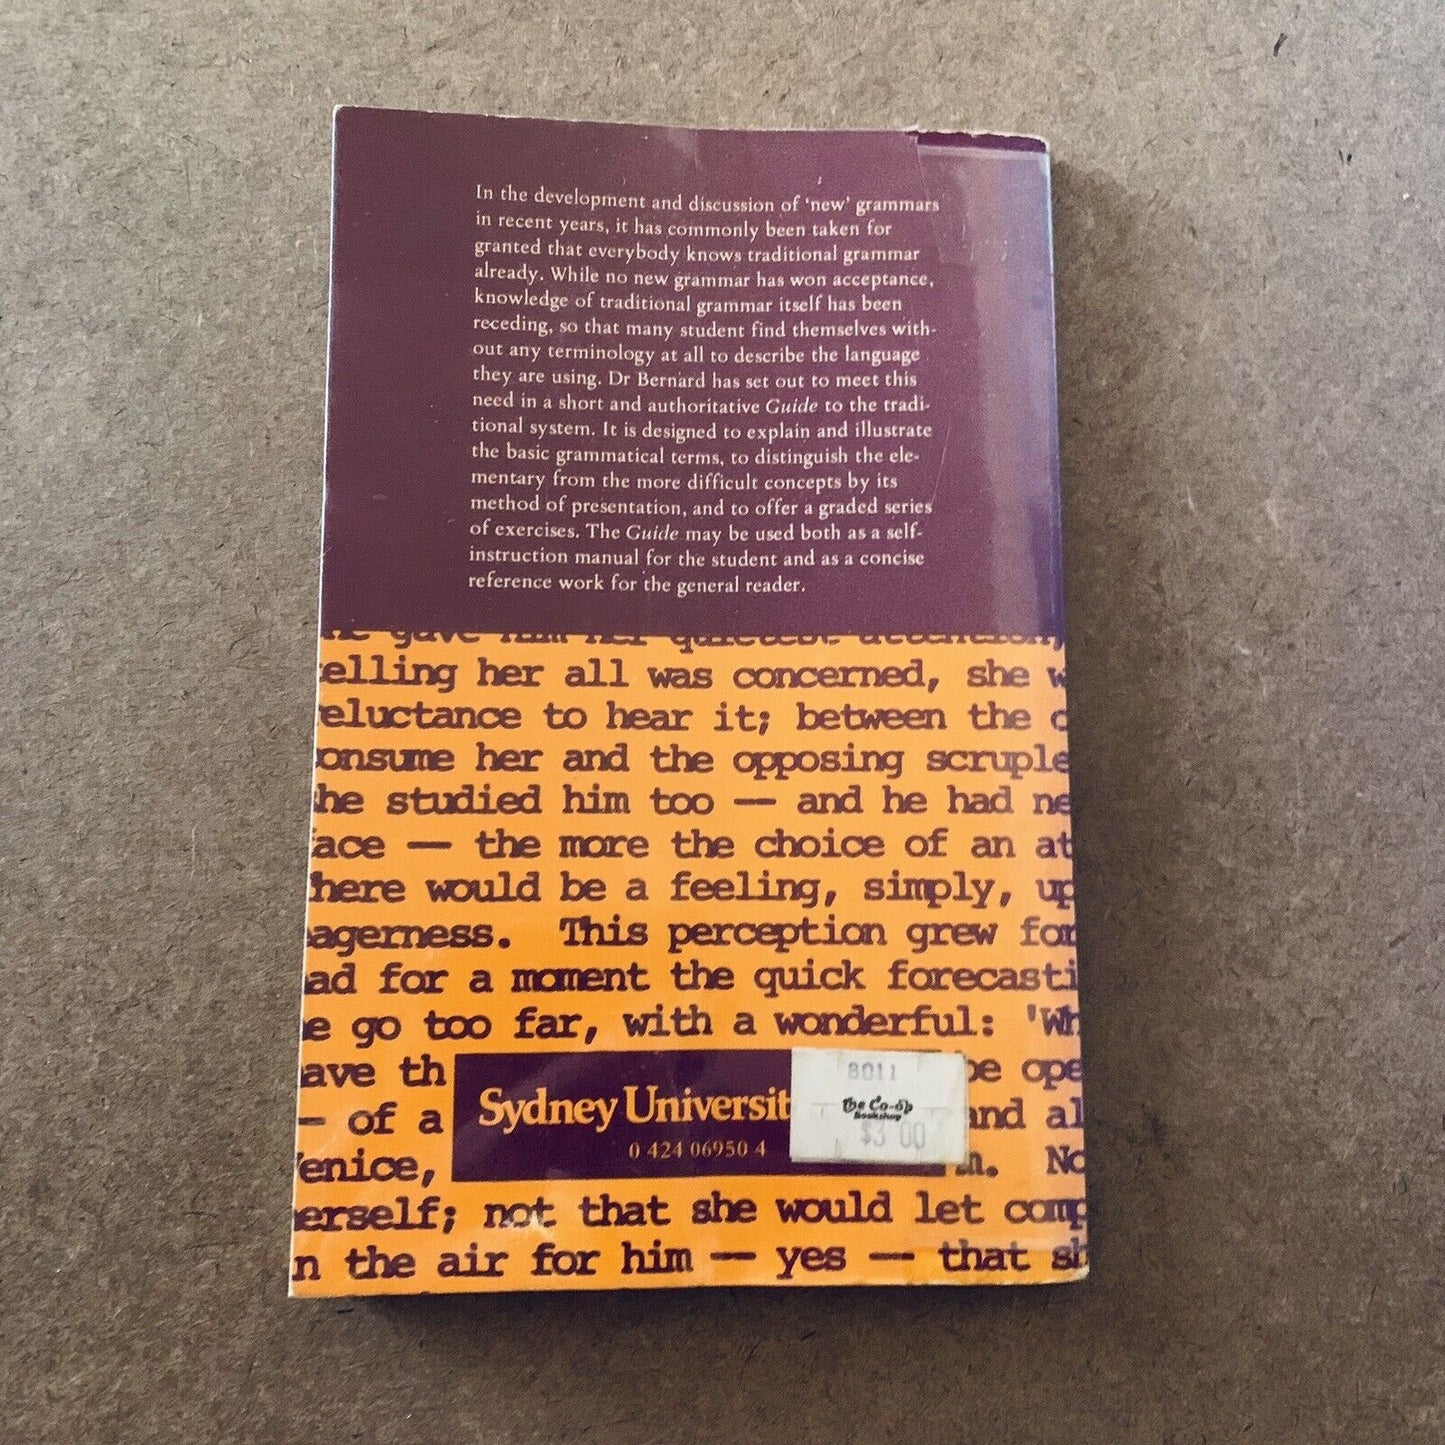 In the development and discussion of ‘new’ grammars
in recent years, it has commonly been taken for
granted that everybody knows traditional grammar
already. While no new grammar has won acceptance,
knowledge of traditional grammar itself has been
receding, so that many student find themselves with-
out any terminology at all to describe the language
they are using. Dr Bernard has set out to meet this
need in a short and authoritative Guide to the tradi-
tional system. It is designed to explain and illustrate
the basic grammatical terms, to distinguish the ele-
mentary from the more difficult concepts by its
method of presentation, and to offer a graded series
of exercises. The Guide may be used both as a self-
instruction manual for the student and as a concise
reference work for the general reader.
gave him her quietest attention,
elling her all was concerned, she w
eluctance to hear it; between the
onsume her and the opposing scruple
he studied him too — and he had ne
face — the more the choice of an at
here would be a feeling, simply, up
agerness. This perception grew for
ad for a moment the quick forecasti
e go too far, with a wonderful: 'Wh
ave th be ope
— of a and al
enice, m. No
erself; not that she would let comp
n the air for him — yes — that sh
Sydney Universit
0 424 06950 4
8011
The Co-op
Bookshop
$3 00